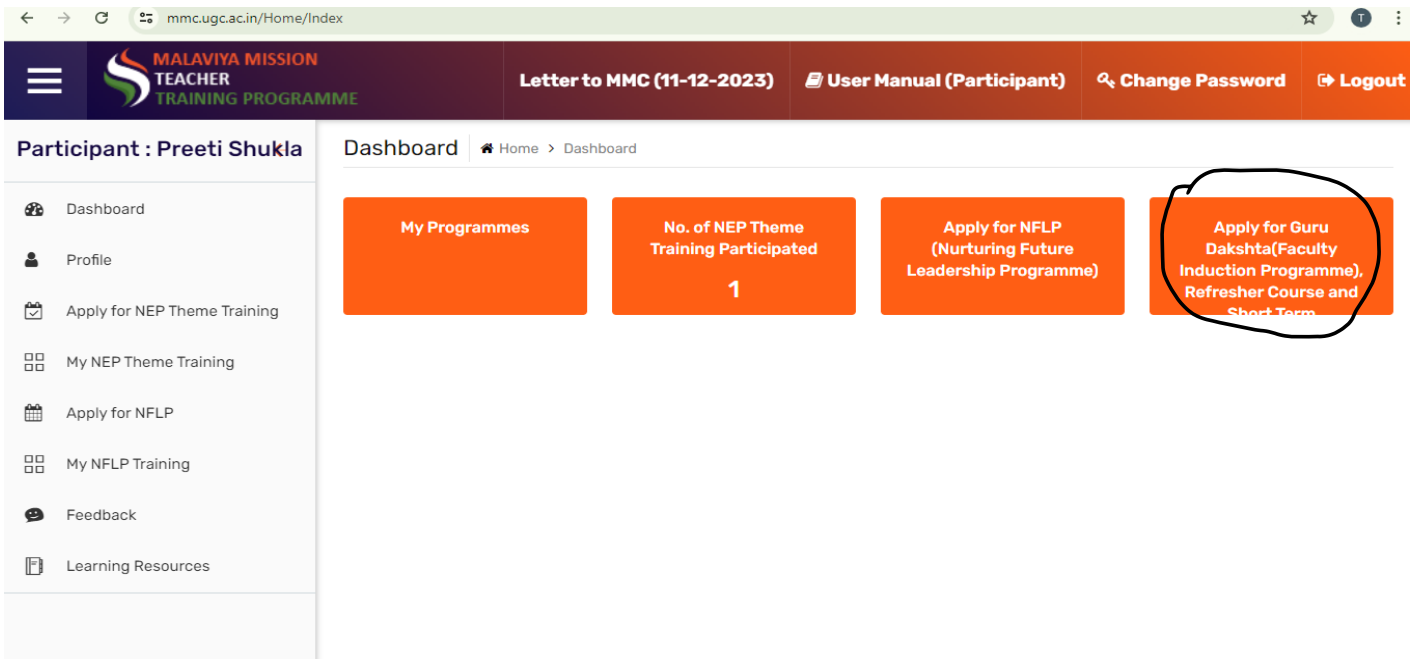 mmc.ugc.ac.in/Home/Index
T
MALAVIYA MISSION
TEACHER
TRAINING PROGRAMME
Letter to MMC (11-12-2023)
User Manual (Participant)
Change Password
Logout
Participant : Preeti Shukla
Dashboard
Profile
Apply for NEP Theme Training
My NEP Theme Training
Apply for NFLP
My NFLP Training
Feedback
Learning Resources
Dashboard
Home > Dashboard
My Programmes
No. of NEP Theme
Training Participated
1
Apply for NFLP
(Nurturing Future
Leadership Programme)
Apply for Guru
Dakshta(Faculty
Induction Programme),
Refresher Course and
Short Term